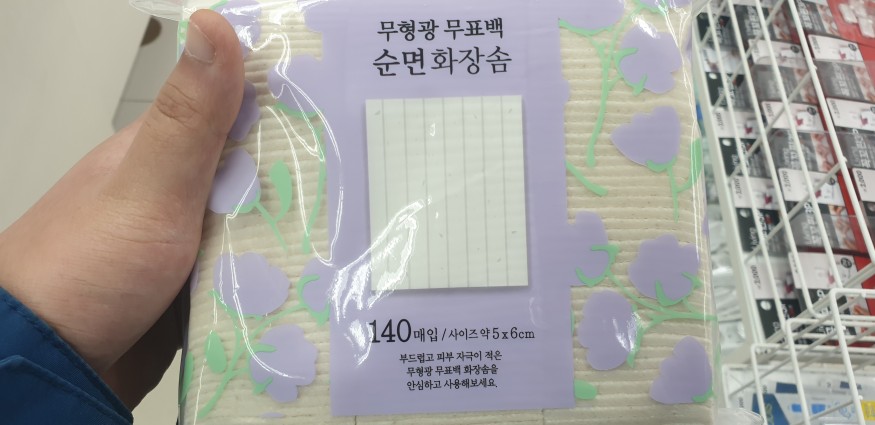 무형광 무표백
순면화장솜
140매입 / 사이즈 약 5 x 6cm
부드럽고 피부 자극이 적은
무형광 무표백 화장솜을
안심하고 사용해보세요.